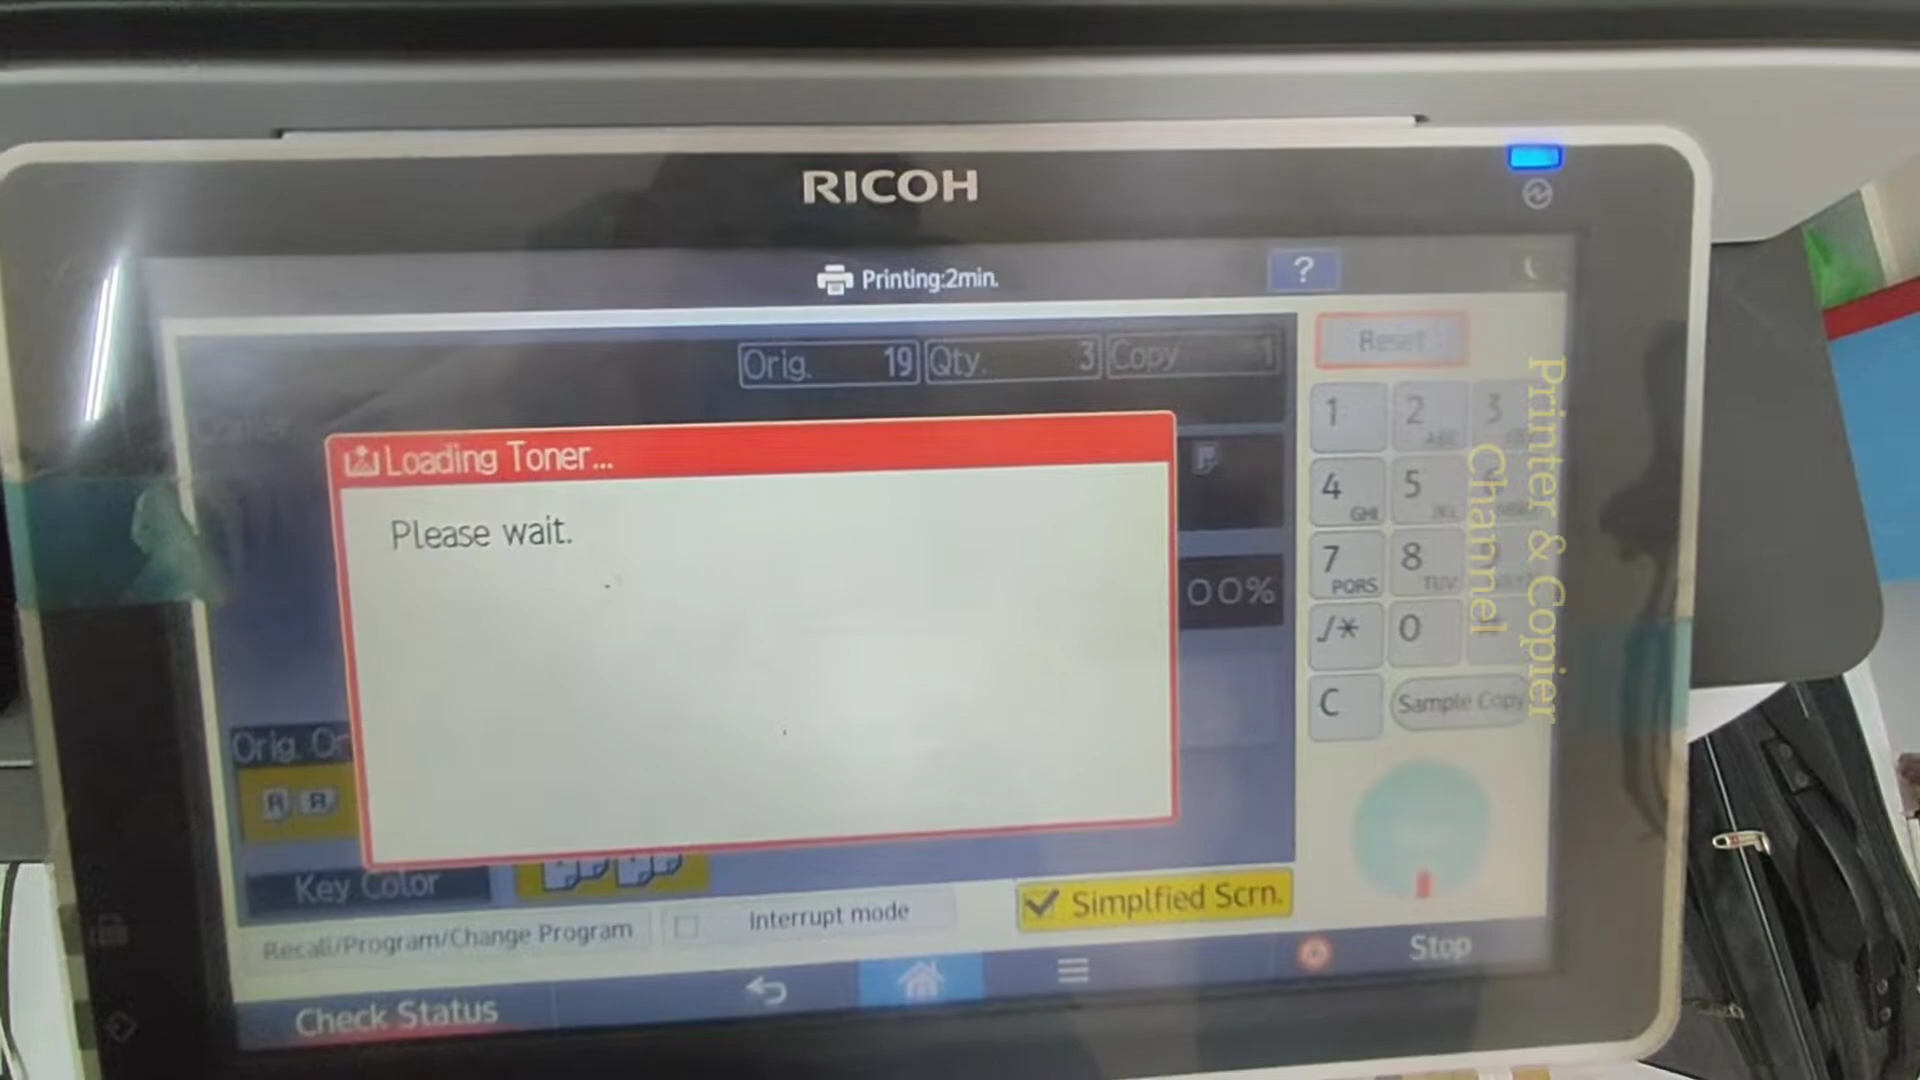 RICOH
Printing:2min.
?
Orig. 19 Qty. 3 Copy 1
Reset
Loading Toner...
Please wait.
1
2 ABC
3
4 GHI
5 JKL
7 PQRS
8 TUV
./*
0
C
Sample Copy
00%
Orig. Or
R R
Key Color
Recall/Program/Change Program
Interrupt mode
Simplfied Scrn.
Check Status
Stop
Printer & Copier
Channel